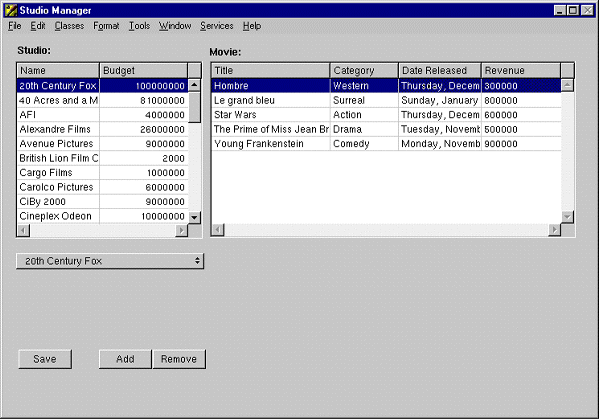 Studio Manager
File Edit Classes Format Tools Window Services Help
Studio:
Name Budget
20th Century Fox 100000000
40 Acres and a M 81000000
AFI 4000000
Alexandre Films 26000000
Avenue Pictures 9000000
British Lion Film C 2000
Cargo Films 1000000
Carolco Pictures 6000000
CiBy 2000 9000000
Cineplex Odeon 10000000
Movie:
Title Category Date Released Revenue
Hombre Western Thursday, Decem 300000
Le grand bleu Surreal Sunday, January 800000
Star Wars Action Thursday, Decem 600000
The Prime of Miss Jean Br Drama Tuesday, Novemb 500000
Young Frankenstein Comedy Monday, Novemb 900000
20th Century Fox
Save Add Remove